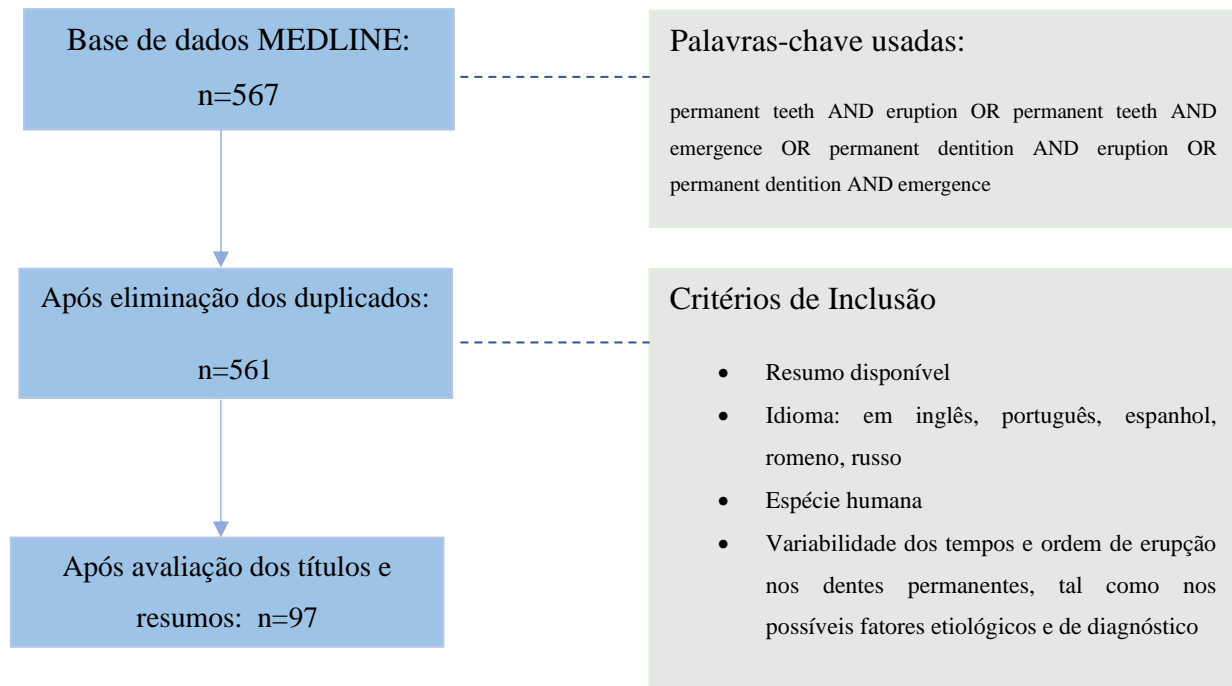 Base de dados MEDLINE:
n=567
Palavras-chave usadas:
permanent teeth AND eruption OR permanent teeth AND
emergence OR permanent dentition AND eruption OR
permanent dentition AND emergence
Após eliminação dos duplicados:
n=561
Critérios de Inclusão
• Resumo disponível
• Idioma: em inglês, português, espanhol,
romeno, russo
• Espécie humana
• Variabilidade dos tempos e ordem de erupção
nos dentes permanentes, tal como nos
possíveis fatores etiológicos e de diagnóstico
Após avaliação dos títulos e
resumos: n=97